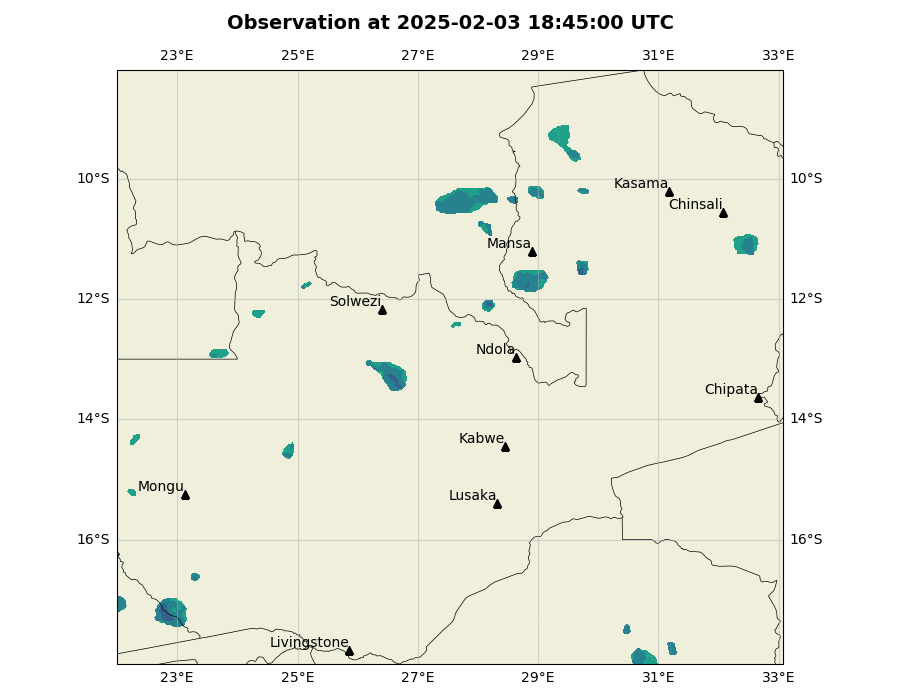 Observation at 2025-02-03 18:45:00 UTC
23°E 25°E 27°E 29°E 31°E 33°E
10°S 10°S
Kasama
Chinsali
Mansa
12°S 12°S
Solwezi
Ndola
Chipata
14°S 14°S
Kabwe
Mongu
Lusaka
16°S 16°S
Livingstone
23°E 25°E 27°E 29°E 31°E 33°E